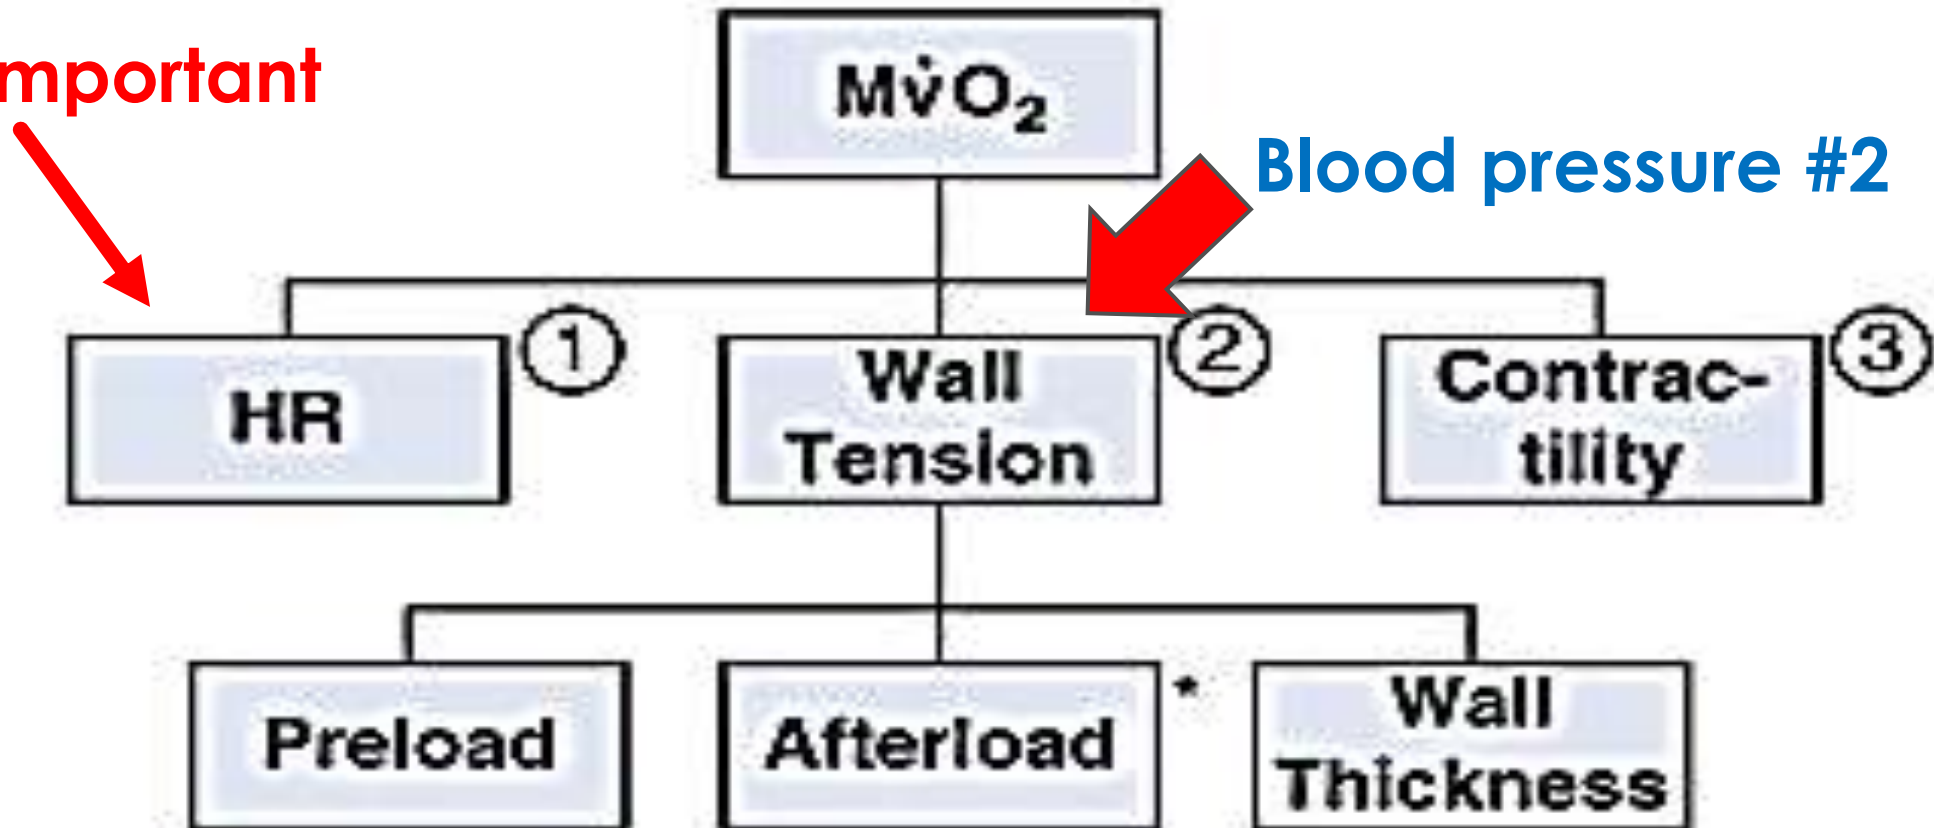 mportant
Mv̇O₂
Blood pressure #2
HR
①
Wall
Tension
②
Contrac-
tility
③
Preload
Afterload
*
Wall
Thickness